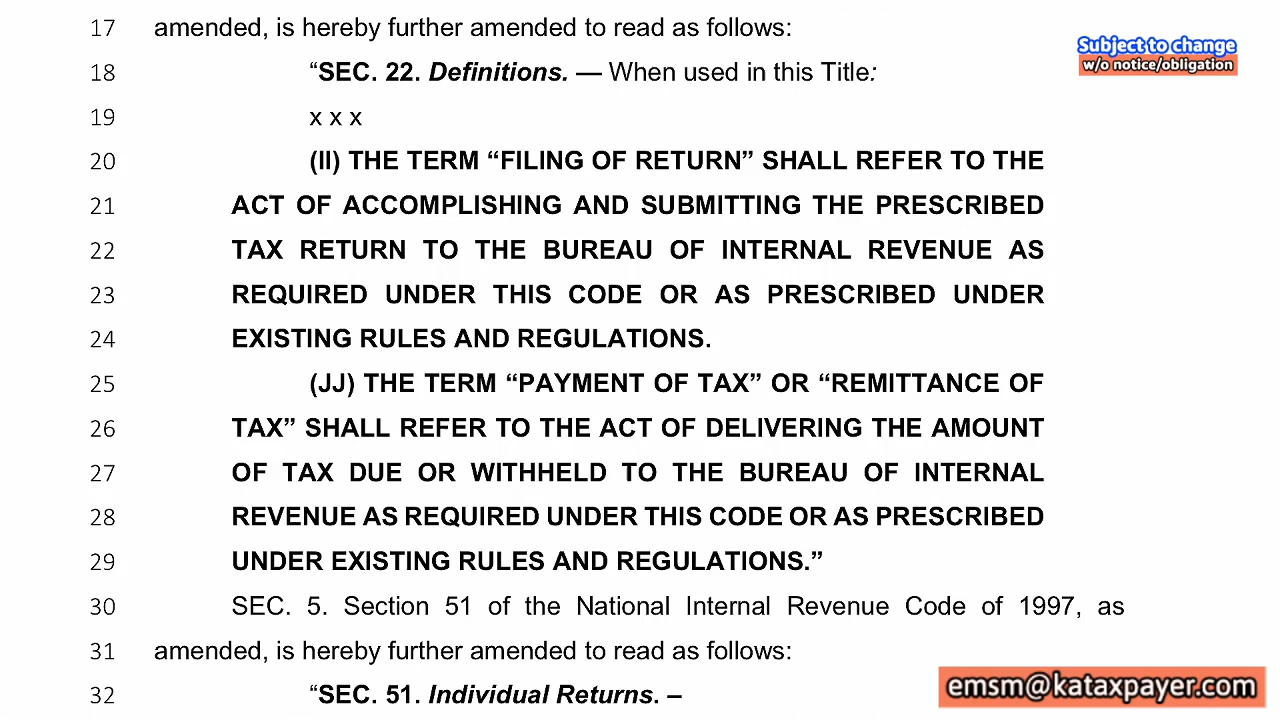 17 amended, is hereby further amended to read as follows:
Subject to change
w/o notice/obligation
18 “SEC. 22. Definitions. — When used in this Title:
19 x x x
20 (II) THE TERM “FILING OF RETURN” SHALL REFER TO THE
21 ACT OF ACCOMPLISHING AND SUBMITTING THE PRESCRIBED
22 TAX RETURN TO THE BUREAU OF INTERNAL REVENUE AS
23 REQUIRED UNDER THIS CODE OR AS PRESCRIBED UNDER
24 EXISTING RULES AND REGULATIONS.
25 (JJ) THE TERM “PAYMENT OF TAX” OR “REMITTANCE OF
26 TAX” SHALL REFER TO THE ACT OF DELIVERING THE AMOUNT
27 OF TAX DUE OR WITHHELD TO THE BUREAU OF INTERNAL
28 REVENUE AS REQUIRED UNDER THIS CODE OR AS PRESCRIBED
29 UNDER EXISTING RULES AND REGULATIONS.”
30 SEC. 5. Section 51 of the National Internal Revenue Code of 1997, as
31 amended, is hereby further amended to read as follows:
32 “SEC. 51. Individual Returns. –
emsm@kataxpayer.com